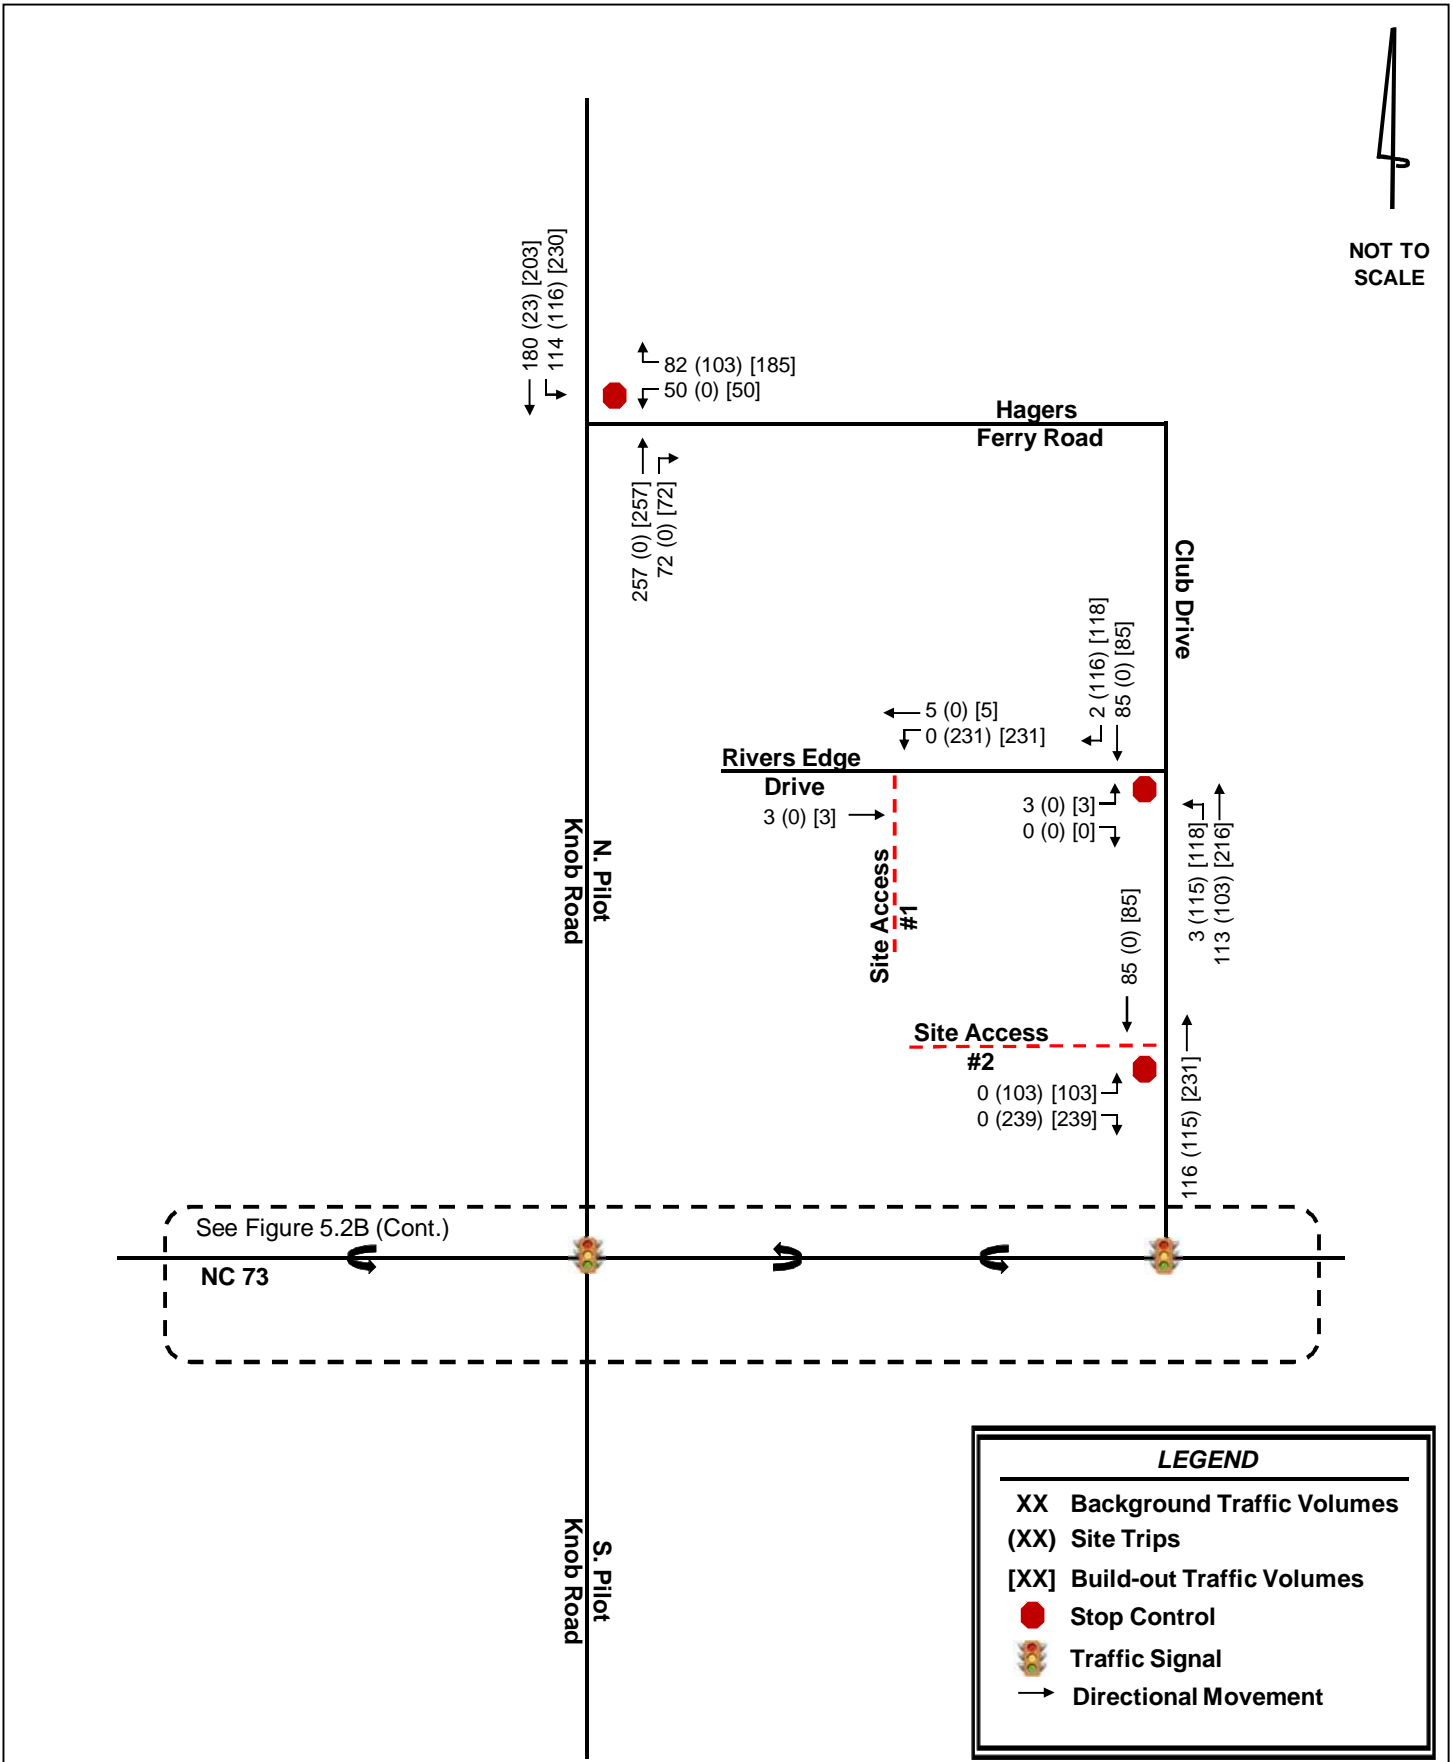 NOT TO
SCALE
180 (23) [203]
114 (116) [230]
82 (103) [185]
50 (0) [50]
Hagers
Ferry Road
257 (0) [257]
72 (0) [72]
Club Drive
2 (116) [118]
85 (0) [85]
5 (0) [5]
0 (231) [231]
Rivers Edge
Drive
3 (0) [3]
3 (0) [3]
0 (0) [0]
N. Pilot
Knob Road
Site Access
#1
3 (115) [118]
113 (103) [216]
85 (0) [85]
Site Access
#2
0 (103) [103]
0 (239) [239]
116 (115) [231]
See Figure 5.2B (Cont.)
NC 73
S. Pilot
Knob Road
LEGEND
XX Background Traffic Volumes
(XX) Site Trips
[XX] Build-out Traffic Volumes
Stop Control
Traffic Signal
Directional Movement